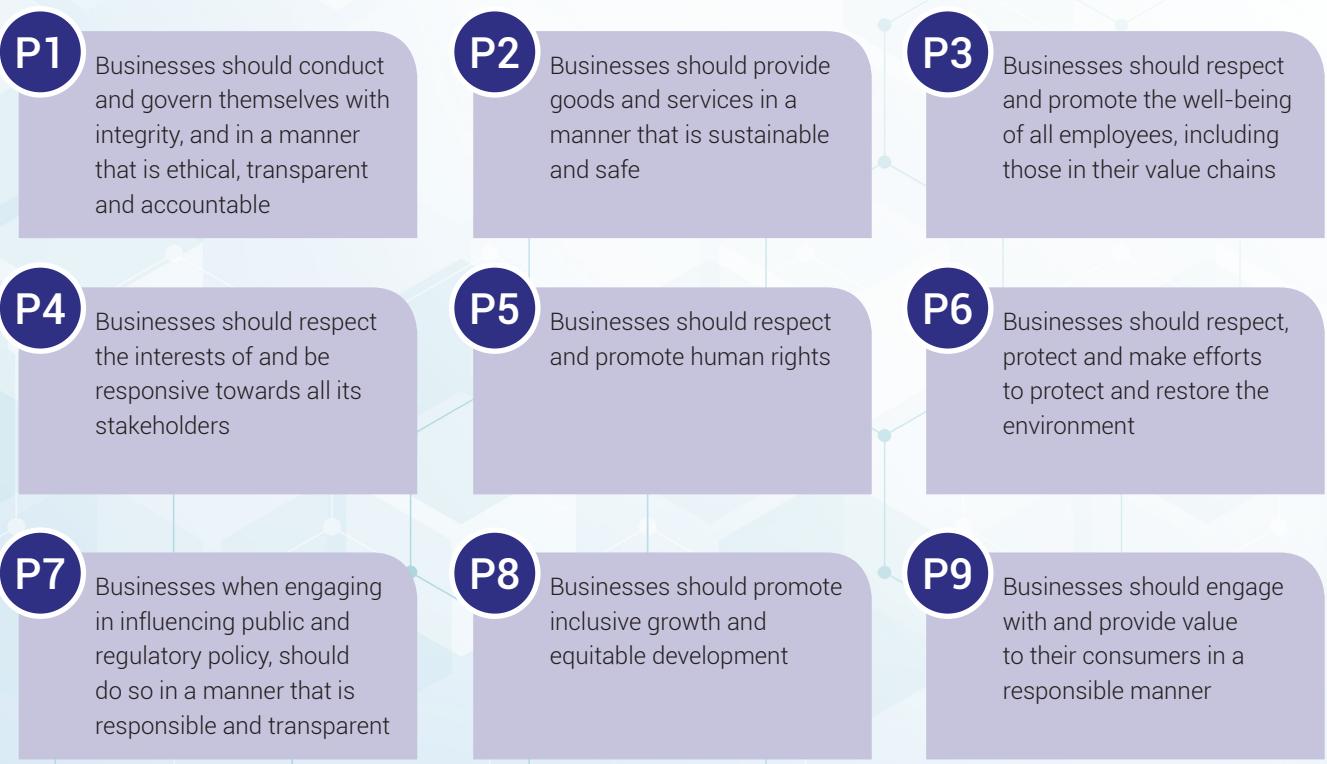 P1
Businesses should conduct
and govern themselves with
integrity, and in a manner
that is ethical, transparent
and accountable
P2
Businesses should provide
goods and services in a
manner that is sustainable
and safe
P3
Businesses should respect
and promote the well-being
of all employees, including
those in their value chains
P4
Businesses should respect
the interests of and be
responsive towards all its
stakeholders
P5
Businesses should respect
and promote human rights
P6
Businesses should respect,
protect and make efforts
to protect and restore the
environment
P7
Businesses when engaging
in influencing public and
regulatory policy, should
do so in a manner that is
responsible and transparent
P8
Businesses should promote
inclusive growth and
equitable development
P9
Businesses should engage
with and provide value
to their consumers in a
responsible manner